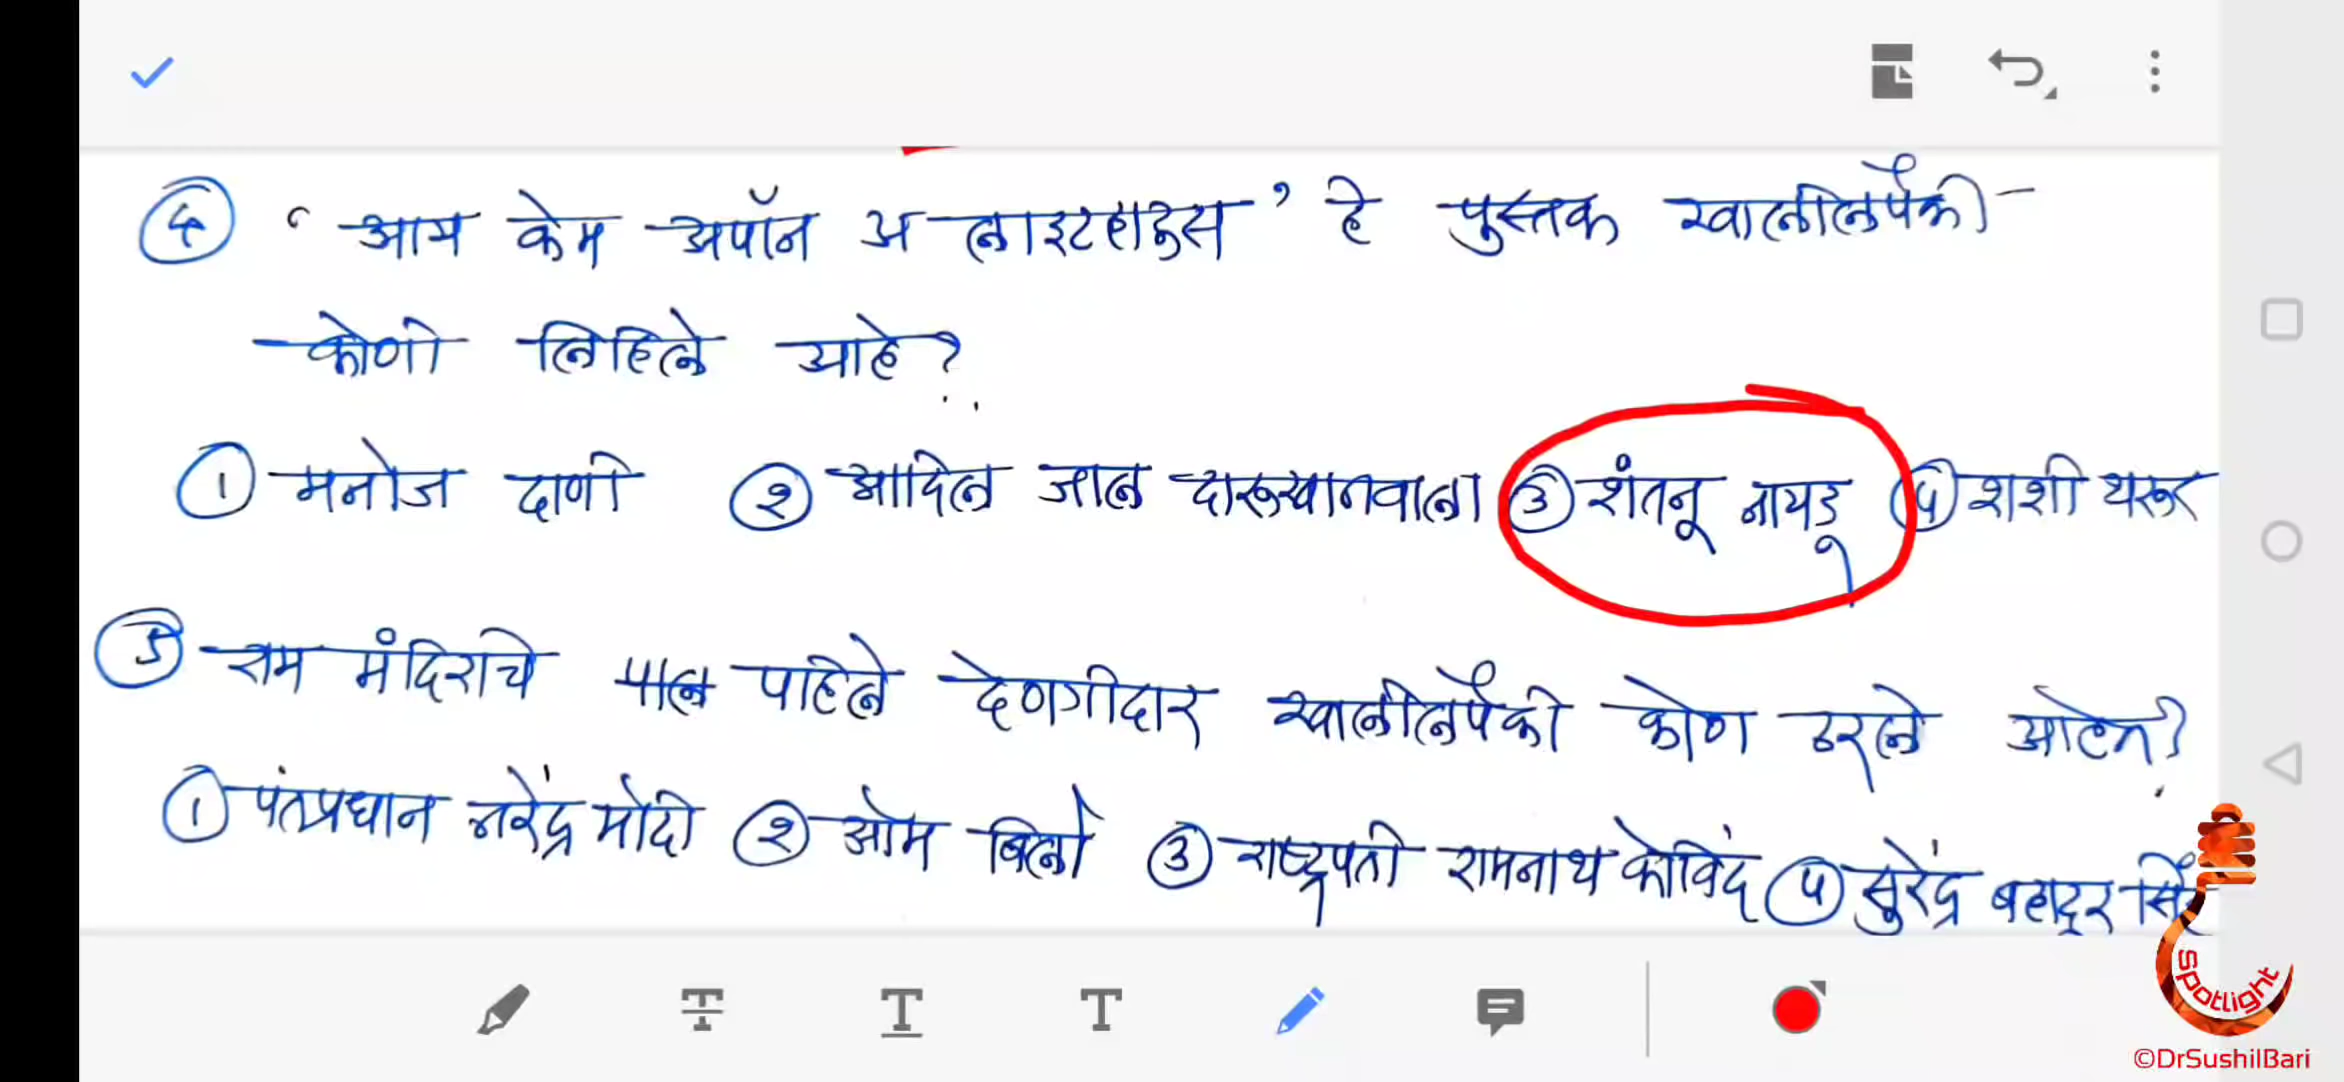 ④ ' आय केम अपॉन अ लाइटहाऊस ' हे पुस्तक खालीलपैकी
कोणी लिहिले आहे?
① मनोज दाणी ② आदिल जाल दारूखानवाला ③ शंतनू नायडू ④ शशी थरूर
⑤ राम मंदिराचे पहिले देणगीदार खालीलपैकी कोण ठरले आहेत?
① पंतप्रधान नरेंद्र मोदी ② ओम बिर्ला ③ राष्ट्रपती रामनाथ कोविंद ④ सुरेंद्र बहादूर सिंह
T T T
Spotlight
©DrSushilBari